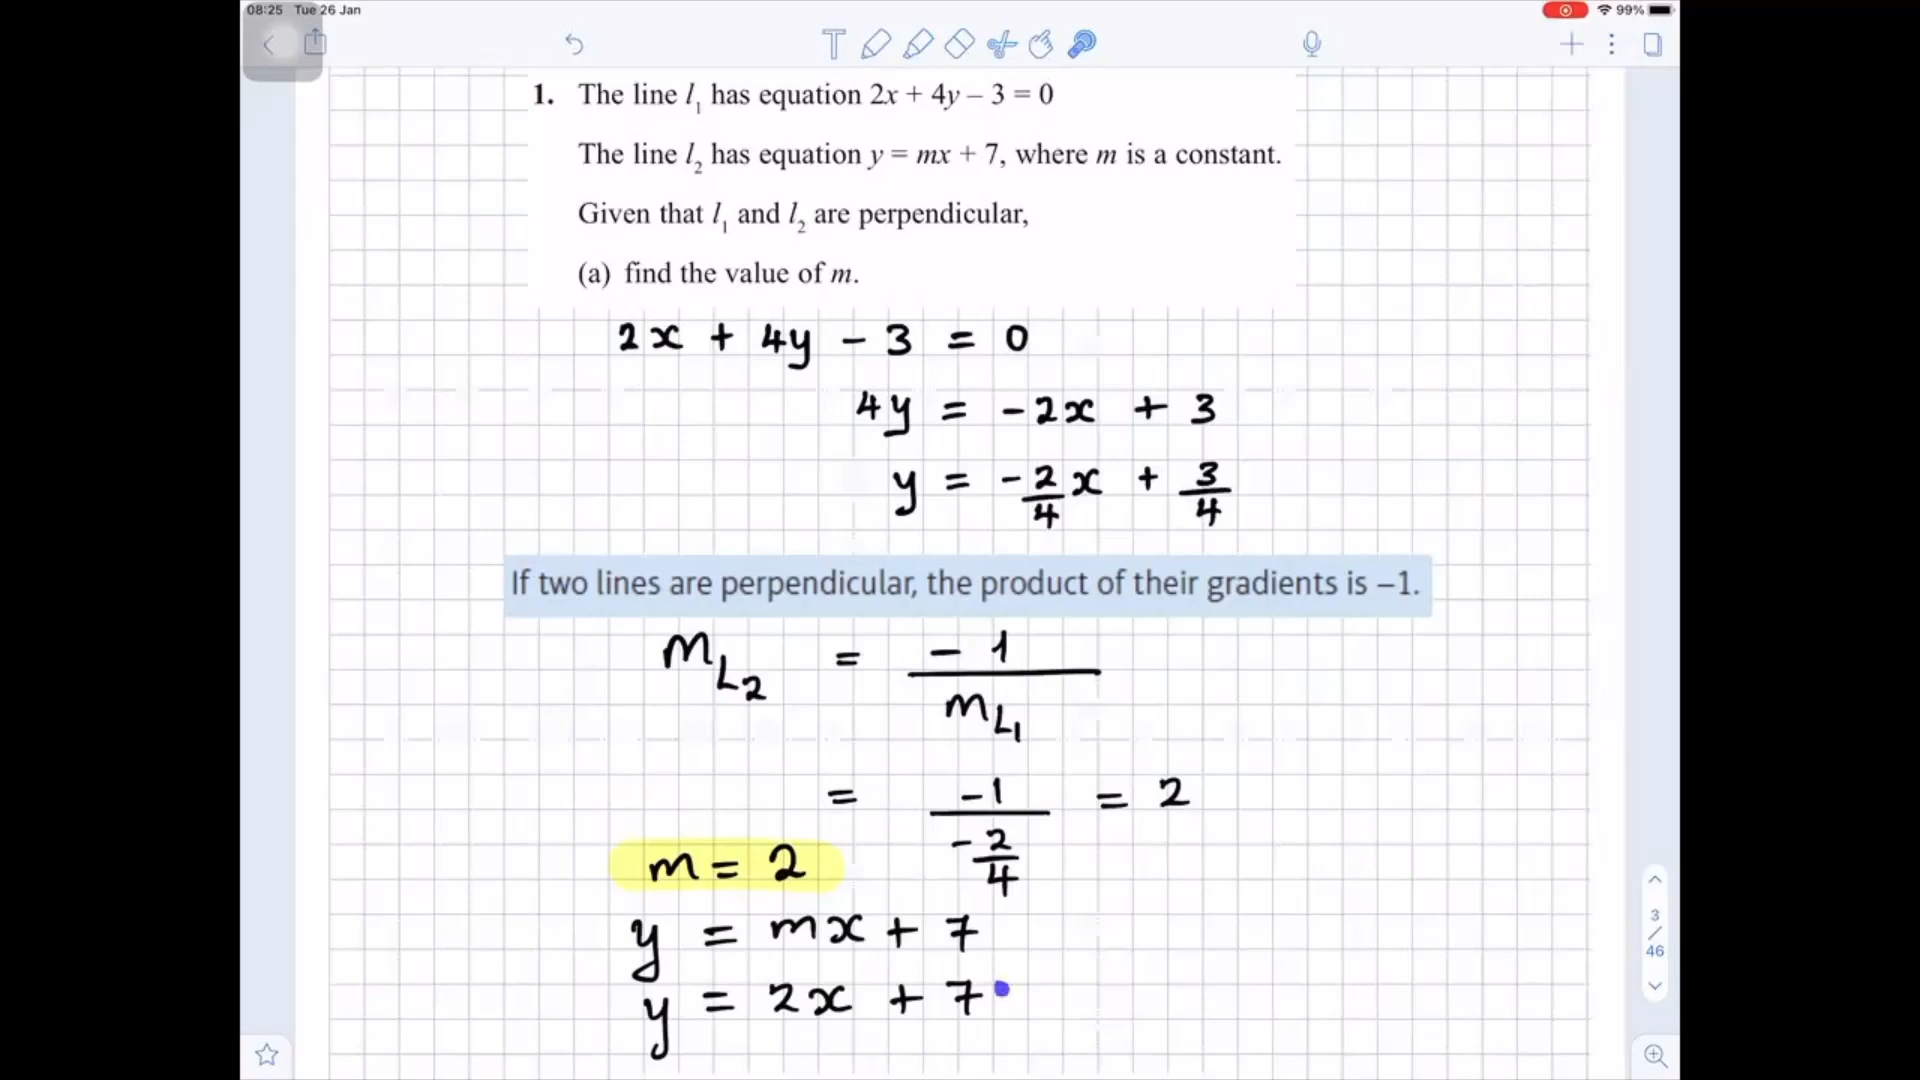 08:25 Tue 26 Jan
99%
1. The line l₁ has equation 2x + 4y – 3 = 0
The line l₂ has equation y = mx + 7, where m is a constant.
Given that l₁ and l₂ are perpendicular,
(a) find the value of m.
2x + 4y - 3 = 0
4y = -2x + 3
y = -2/4 x + 3/4
If two lines are perpendicular, the product of their gradients is –1.
m L₂ = -1 / m L₁
= -1 / -2/4 = 2
m = 2
y = mx + 7
y = 2x + 7
3
/
46